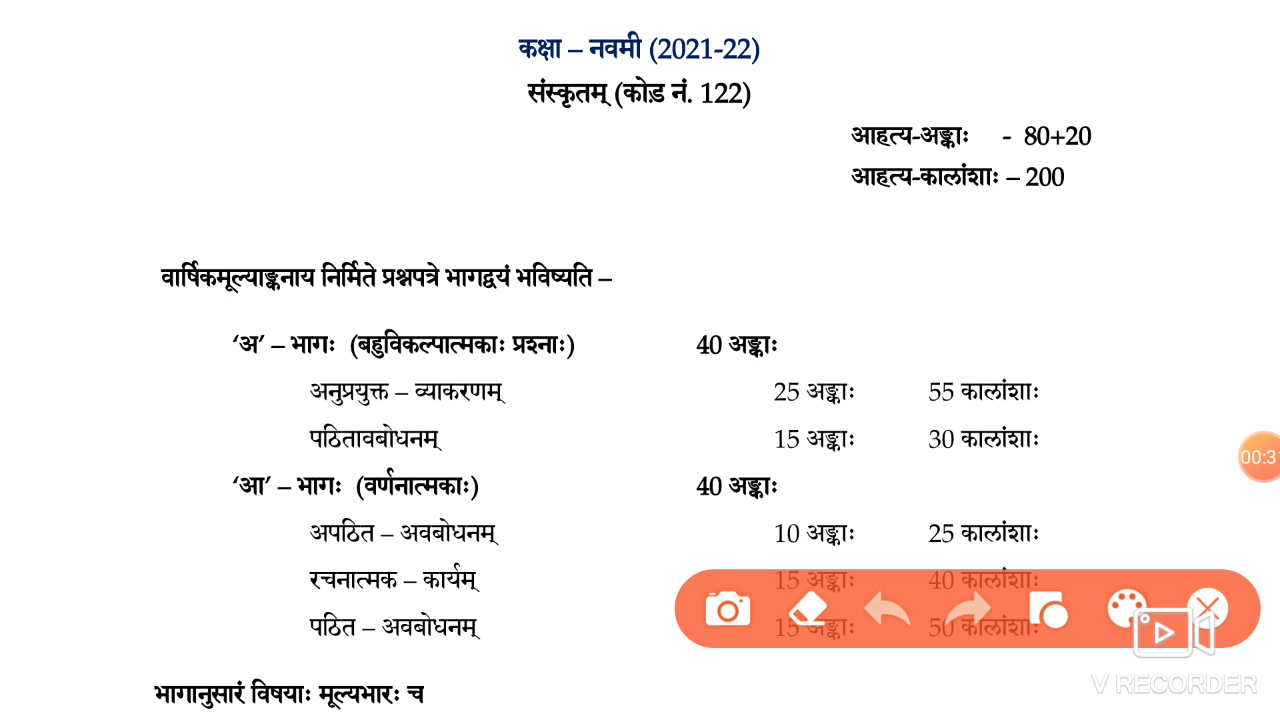 कक्षा – नवमी (2021-22)
संस्कृतम् (कोड़ नं. 122)
आहत्य-अङ्काः - 80+20
आहत्य-कालांशाः – 200
वार्षिकमूल्याङ्कनाय निर्मिते प्रश्नपत्रे भागद्वयं भविष्यति –
‘अ’ – भागः (बहुविकल्पात्मकाः प्रश्नाः) 40 अङ्काः
अनुप्रयुक्त – व्याकरणम् 25 अङ्काः 55 कालांशाः
पठितावबोधनम् 15 अङ्काः 30 कालांशाः
00:31
‘आ’ – भागः (वर्णनात्मकाः) 40 अङ्काः
अपठित – अवबोधनम् 10 अङ्काः 25 कालांशाः
रचनात्मक – कार्यम् 15 अङ्काः 40 कालांशाः
पठित – अवबोधनम् 15 अङ्काः 50 कालांशाः
V RECORDER
भागानुसारं विषयाः मूल्यभारः च